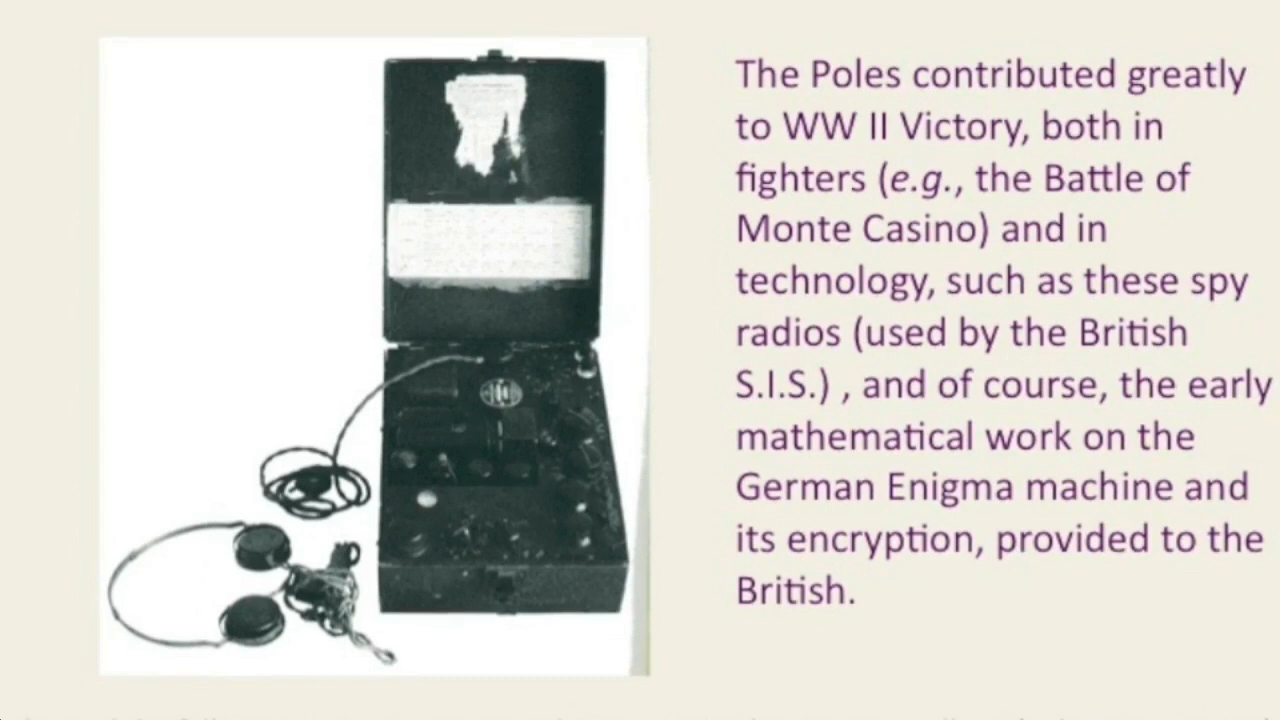 The Poles contributed greatly
to WW II Victory, both in
fighters (e.g., the Battle of
Monte Casino) and in
technology, such as these spy
radios (used by the British
S.I.S.) , and of course, the early
mathematical work on the
German Enigma machine and
its encryption, provided to the
British.